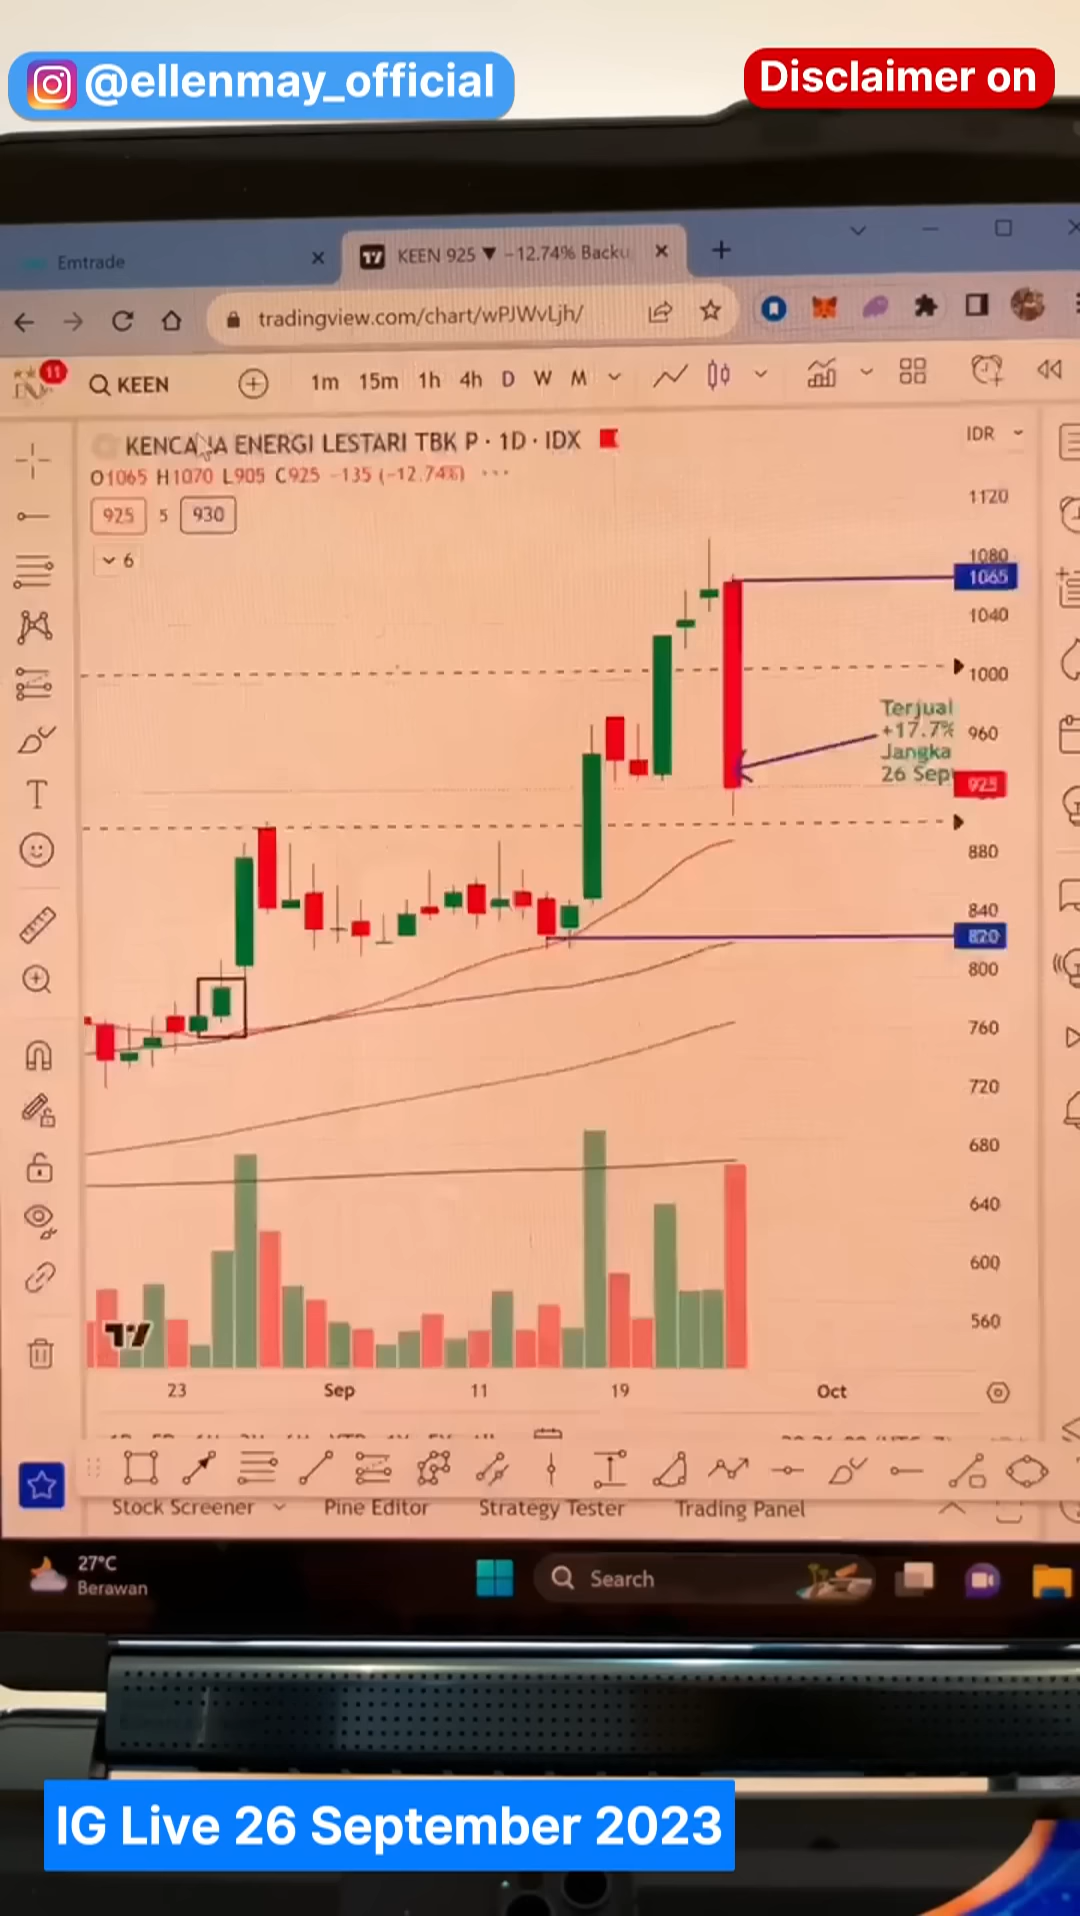 @ellenmay_official
Disclaimer on
Emtrade
KEEN 925 ▼ −12.74% Backu
tradingview.com/chart/wPJWvLjh/
11
KEEN
1m 15m 1h 4h D W M
KENCANA ENERGI LESTARI TBK P · 1D · IDX
IDR
O1065 H1070 L905 C925 −135 (−12.74%)
925 5 930
6
1120
1080
1065
1040
1000
960
925
880
840
820
800
760
720
680
640
600
560
Terjual
+17.7%
Jangka
26 Sep
23 Sep 11 19 Oct
Stock Screener Pine Editor Strategy Tester Trading Panel
27°C
Berawan
Search
IG Live 26 September 2023